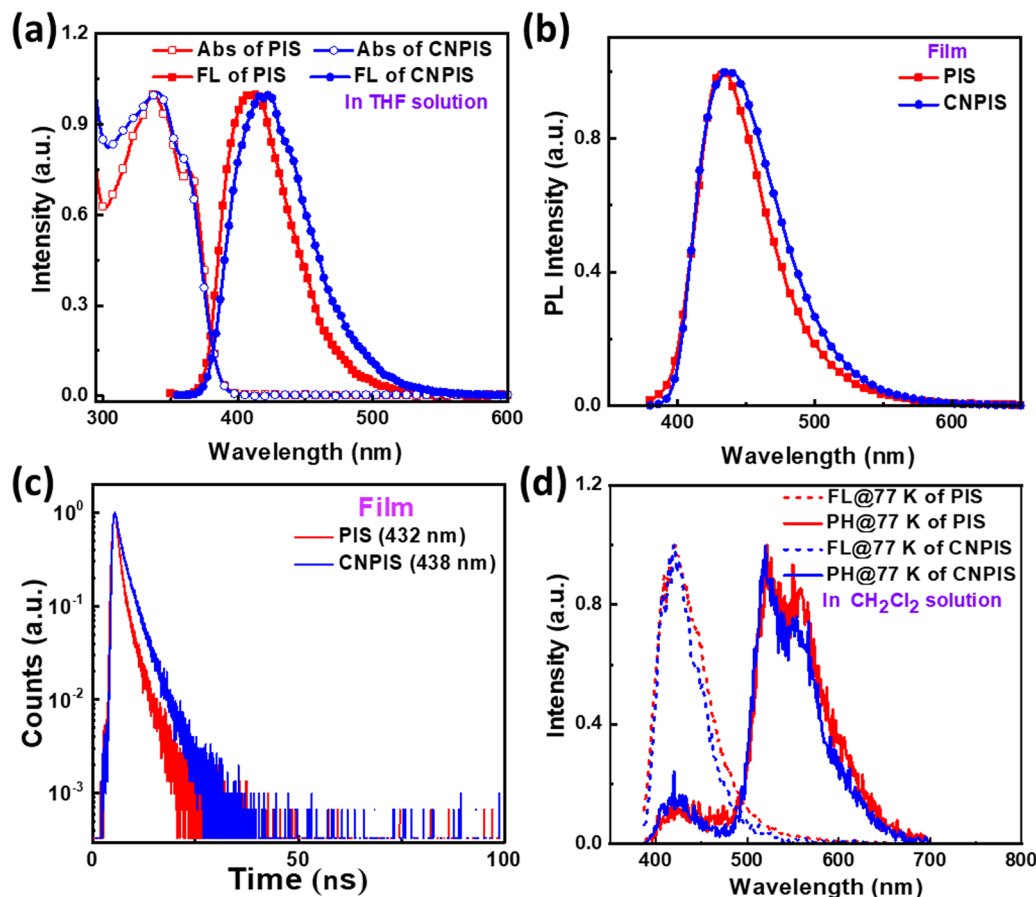 (a)
1.2
0.9
0.6
0.3
0.0
Intensity (a.u.)
Abs of PIS
Abs of CNPIS
FL of PIS
FL of CNPIS
In THF solution
300
400
500
600
Wavelength (nm)
(b)
0.8
0.4
0.0
PL Intensity (a.u.)
Film
PIS
CNPIS
400
500
600
Wavelength (nm)
(c)
10⁰
10⁻¹
10⁻²
10⁻³
Counts (a.u.)
Film
PIS (432 nm)
CNPIS (438 nm)
0
50
100
Time (ns)
(d)
1.2
0.8
0.4
0.0
Intensity (a.u.)
FL@77 K of PIS
PH@77 K of PIS
FL@77 K of CNPIS
PH@77 K of CNPIS
In CH₂Cl₂ solution
400
500
600
700
800
Wavelength (nm)